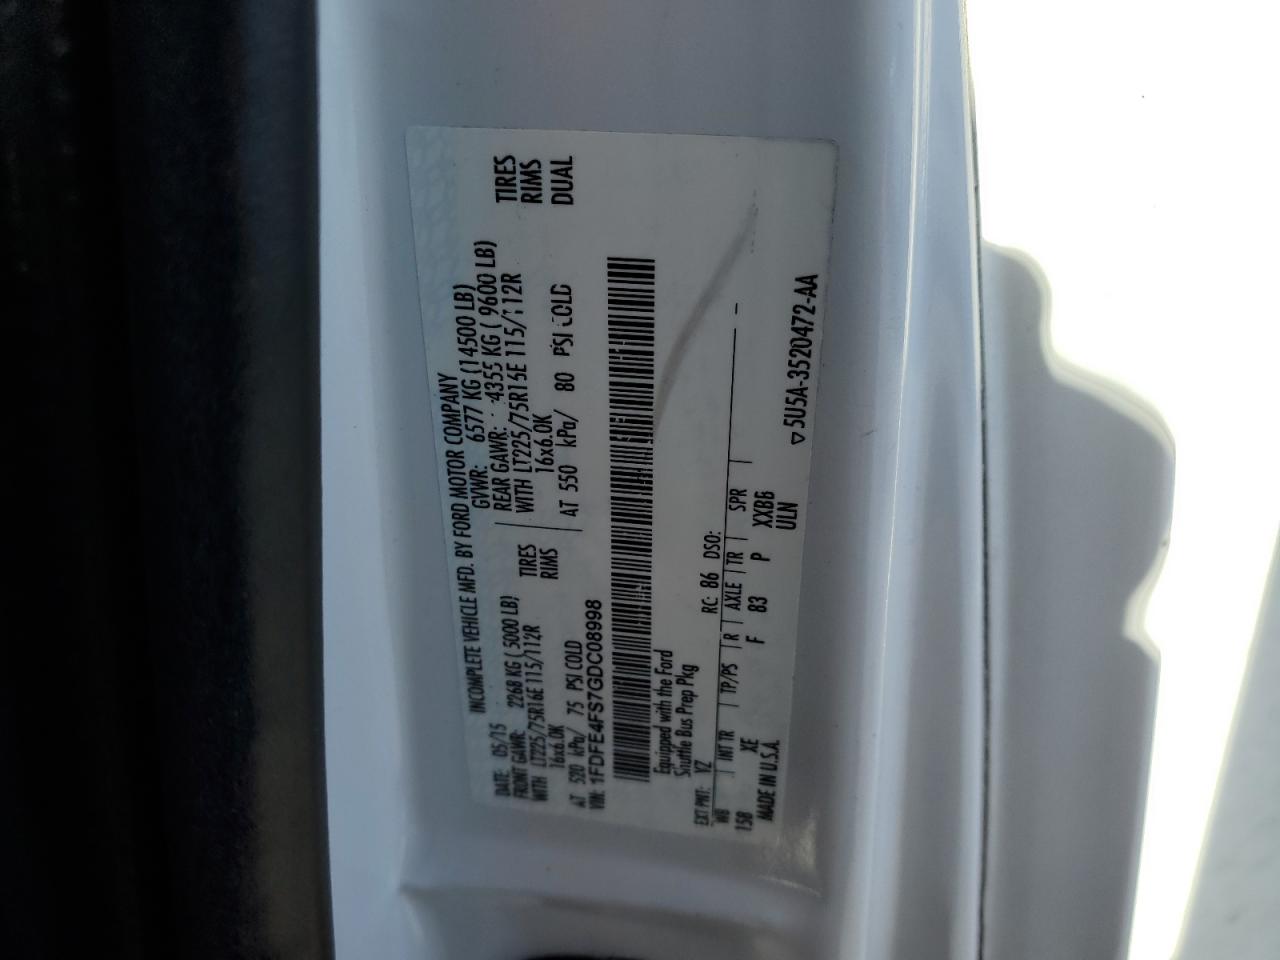 INCOMPLETE VEHICLE MFD. BY FORD MOTOR COMPANY
DATE: 05/15 GVWR: 6577 KG (14500 LB)
FRONT GAWR: 2268 KG ( 5000 LB) REAR GAWR: 4355 KG ( 9600 LB)
WITH LT225/75R16E 115/112R TIRES WITH LT225/75R16E 115/112R TIRES
16x6.0K RIMS 16x6.0K RIMS
AT 520 kPa/ 75 PSI COLD AT 550 kPa/ 80 PSI COLD DUAL
VIN: 1FDFE4FS7GDC08998
Equipped with the Ford
Shuttle Bus Prep Pkg
EXT PNT: YZ RC: 86 DSO:
WB INT TR TP/PS R AXLE TR SPR
158 XE F 83 P XXBG
MADE IN U.S.A. ULN
▽5U5A-3520472-AA